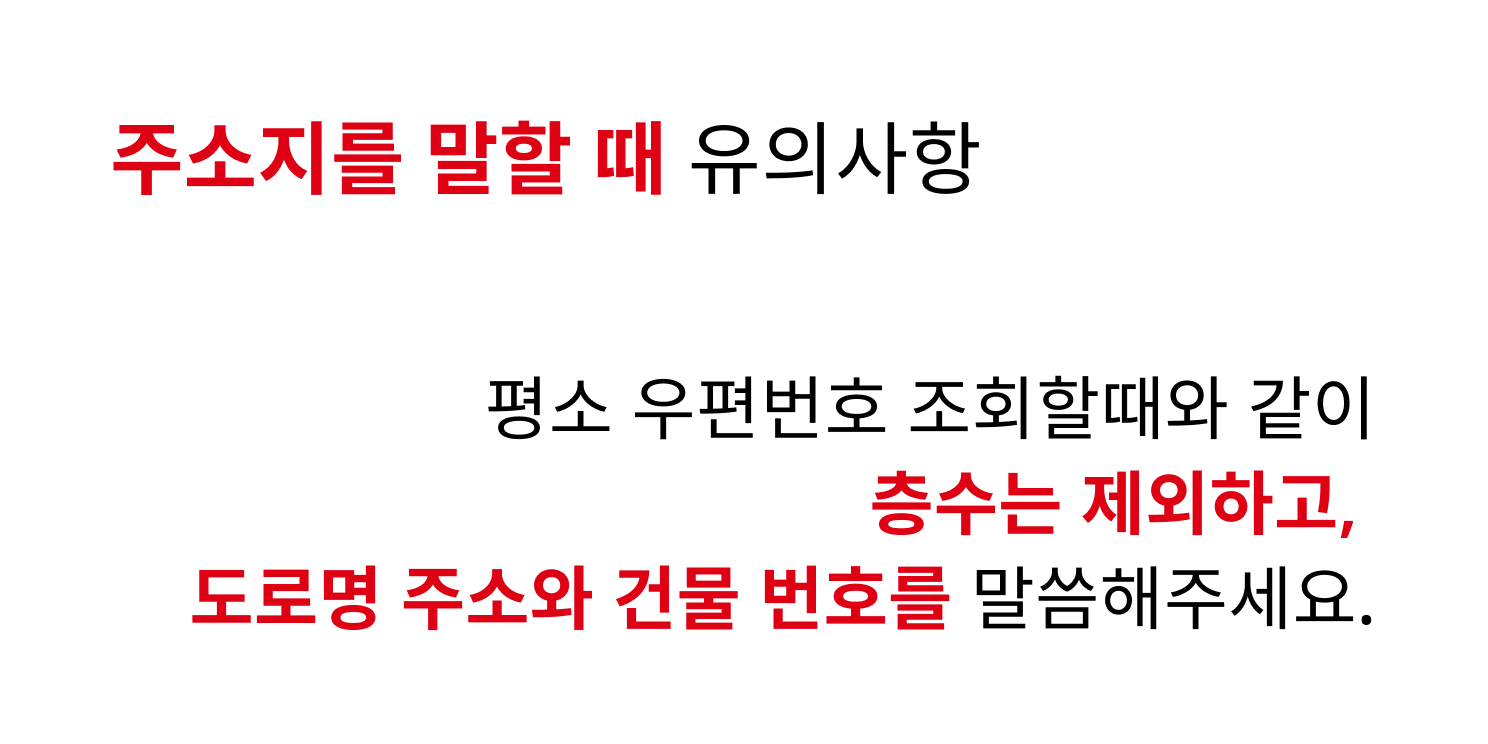 주소지를 말할 때 유의사항
평소 우편번호 조회할때와 같이
층수는 제외하고,
도로명 주소와 건물 번호를 말씀해주세요.